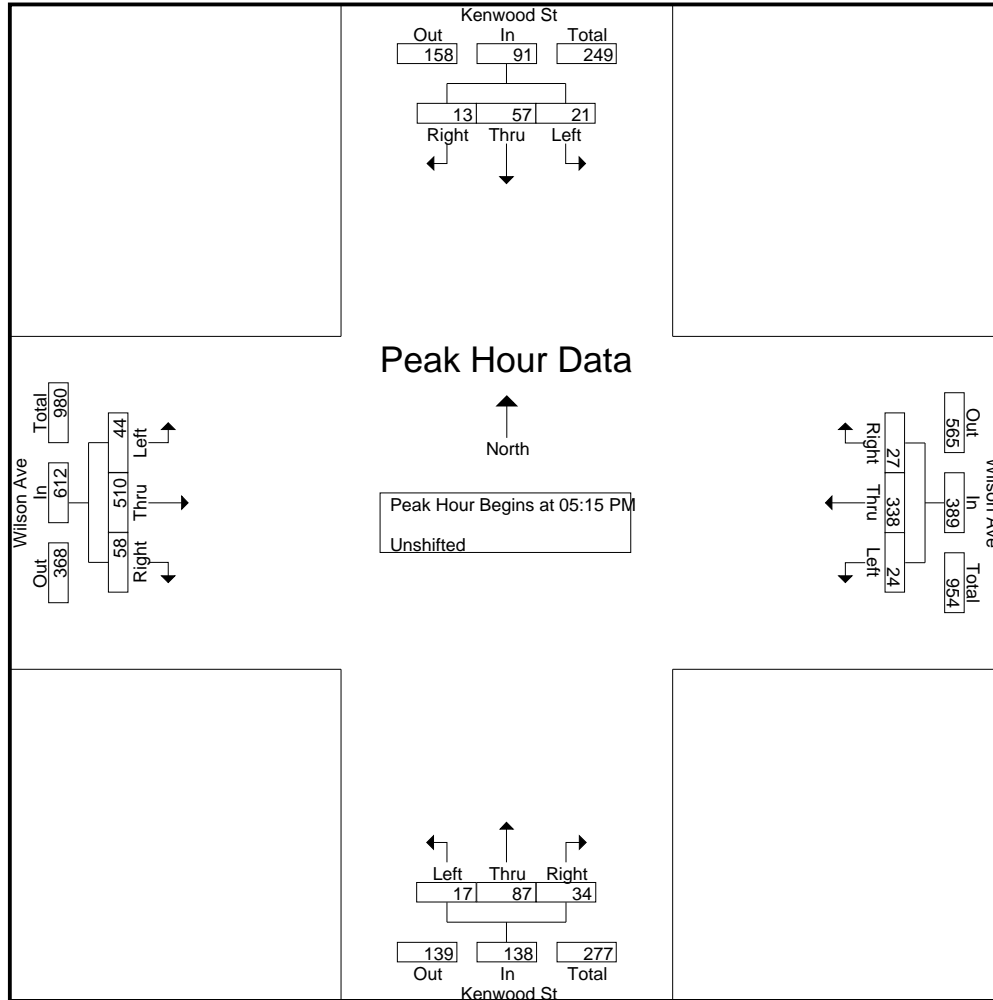 Kenwood St
Out In Total
158 91 249
13 57 21
Right Thru Left
Peak Hour Data
North
Peak Hour Begins at 05:15 PM
Unshifted
Wilson Ave
Total In Out
980 612 368
44 510 58
Left Thru Right
Wilson Ave
Out In Total
565 389 954
27 338 24
Right Thru Left
Left Thru Right
17 87 34
139 138 277
Out In Total
Kenwood St